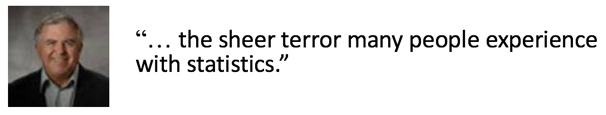 “… the sheer terror many people experience
with statistics.”